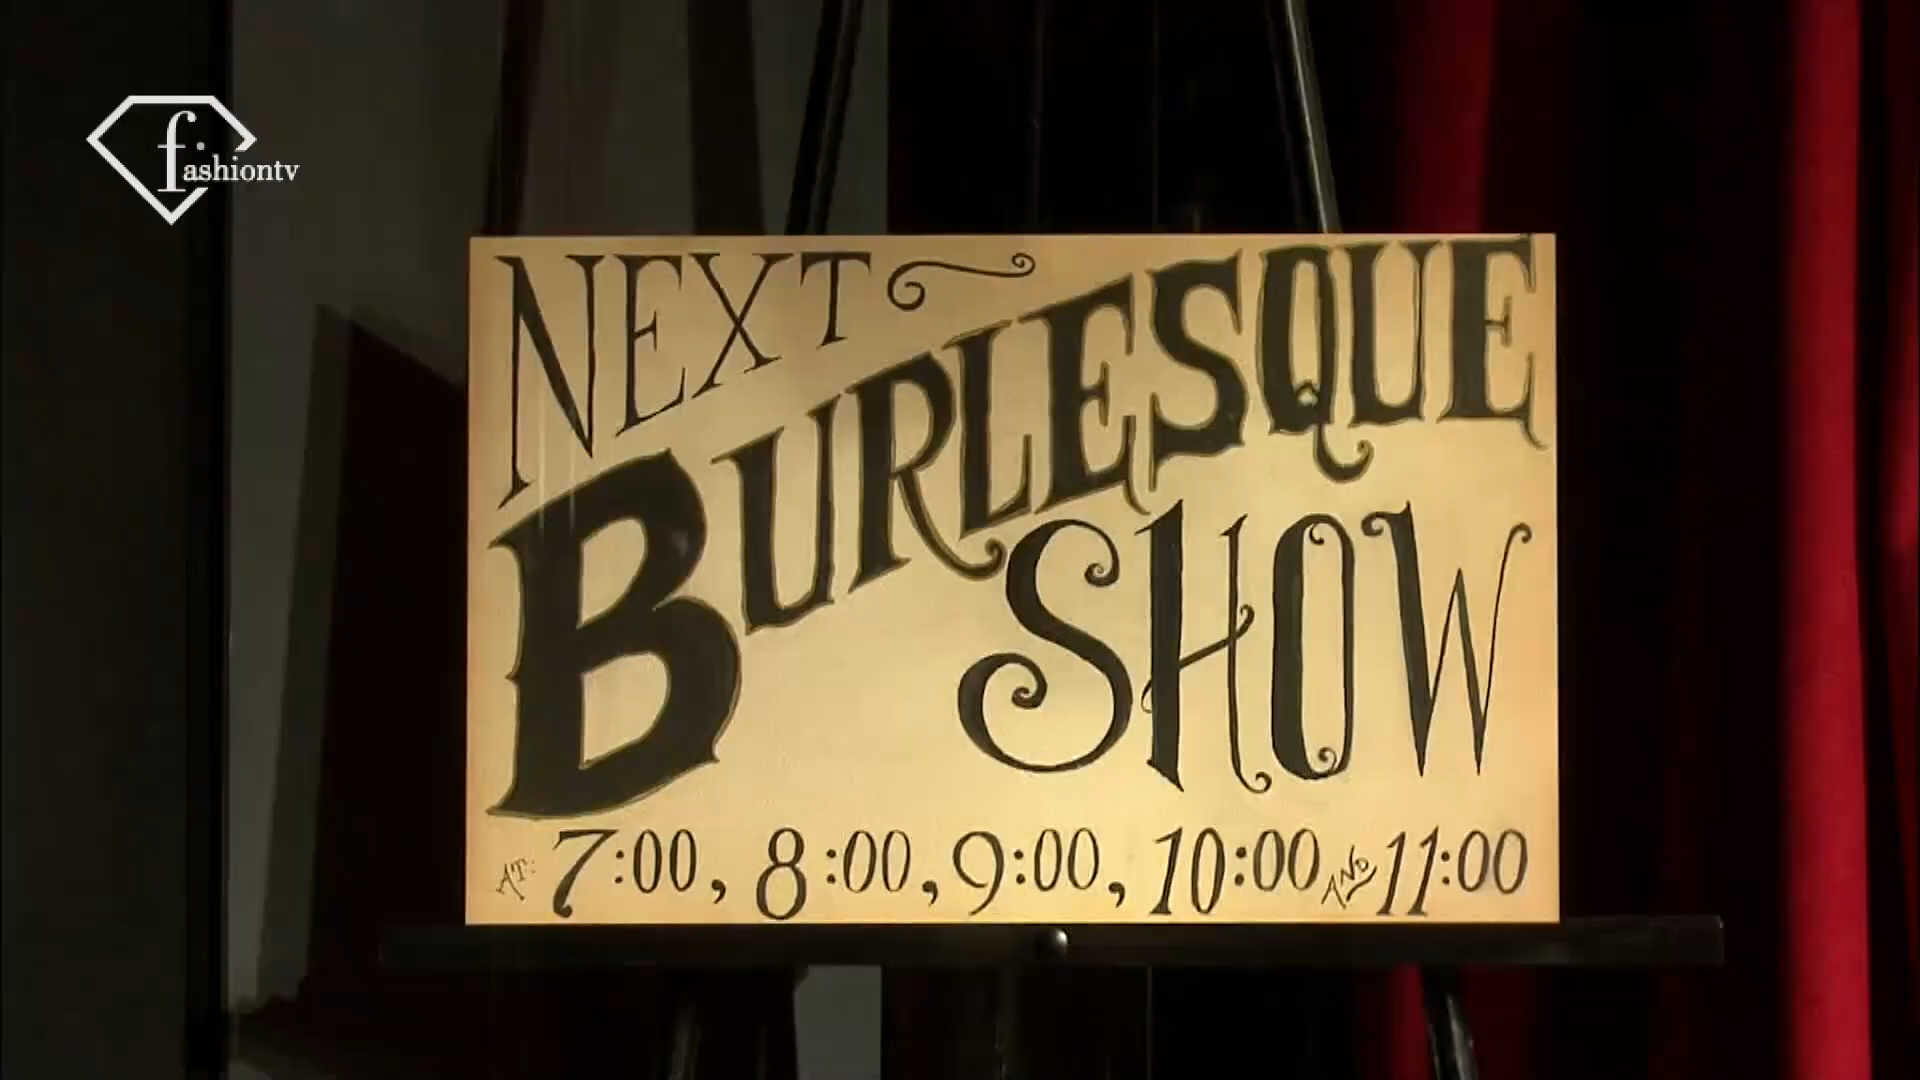 fashiontv
NEXT
BURLESQUE
SHOW
AT: 7:00, 8:00, 9:00, 10:00 AND 11:00